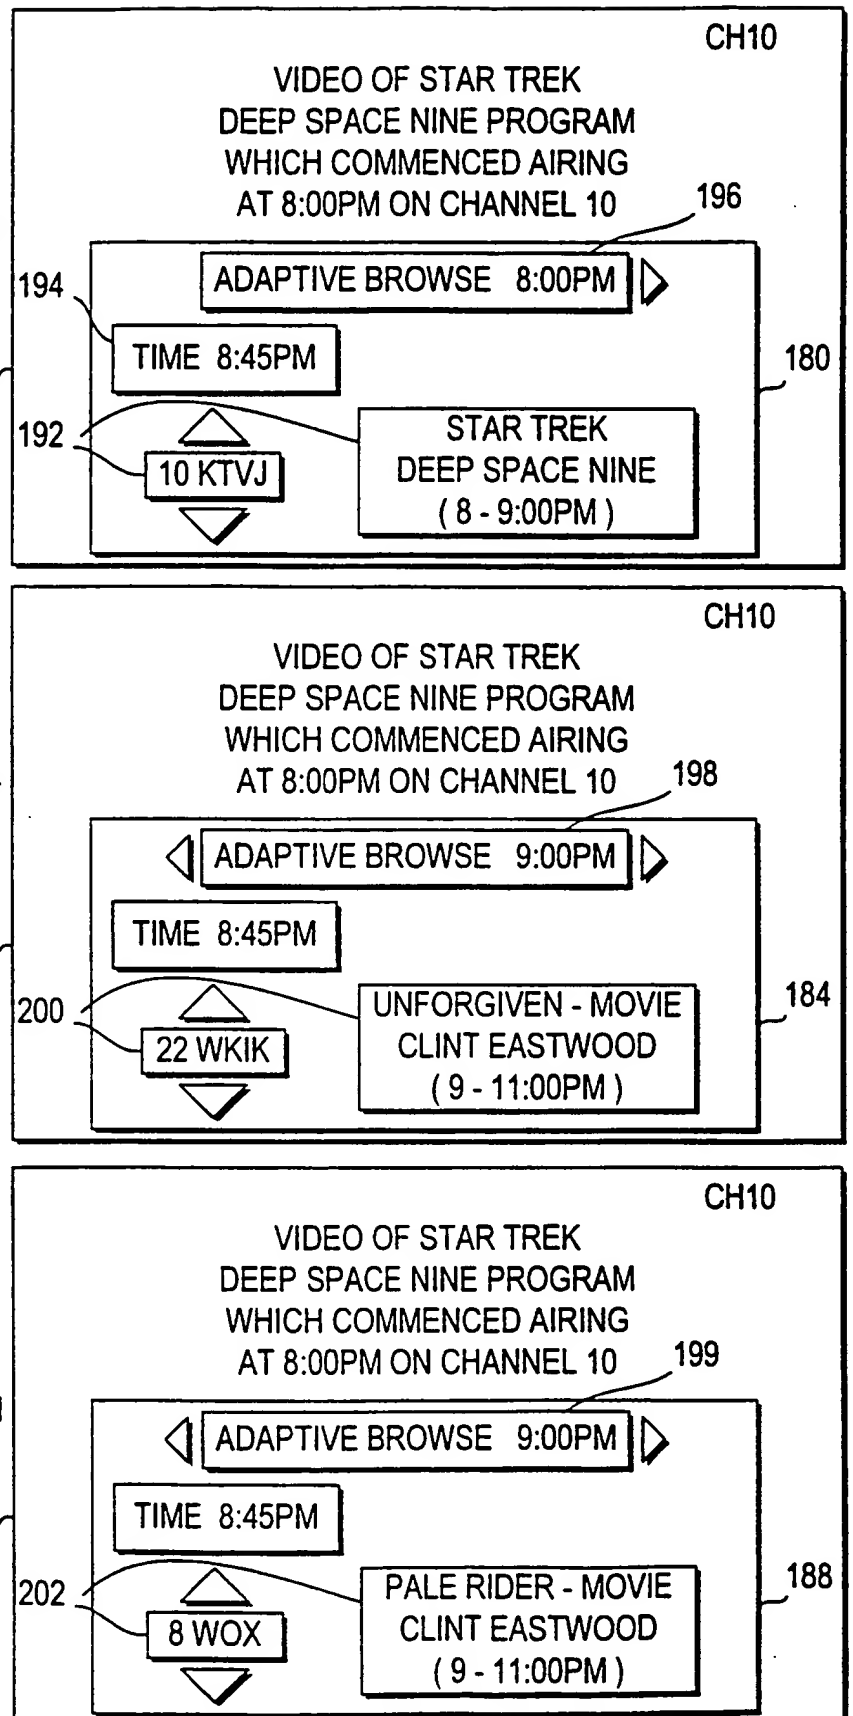 CH10
VIDEO OF STAR TREK
DEEP SPACE NINE PROGRAM
WHICH COMMENCED AIRING
AT 8:00PM ON CHANNEL 10
196
ADAPTIVE BROWSE 8:00PM
194
TIME 8:45PM
180
192
10 KTVJ
STAR TREK
DEEP SPACE NINE
( 8 - 9:00PM )
CH10
VIDEO OF STAR TREK
DEEP SPACE NINE PROGRAM
WHICH COMMENCED AIRING
AT 8:00PM ON CHANNEL 10
198
ADAPTIVE BROWSE 9:00PM
TIME 8:45PM
184
200
22 WKIK
UNFORGIVEN - MOVIE
CLINT EASTWOOD
( 9 - 11:00PM )
CH10
VIDEO OF STAR TREK
DEEP SPACE NINE PROGRAM
WHICH COMMENCED AIRING
AT 8:00PM ON CHANNEL 10
199
ADAPTIVE BROWSE 9:00PM
TIME 8:45PM
188
202
8 WOX
PALE RIDER - MOVIE
CLINT EASTWOOD
( 9 - 11:00PM )